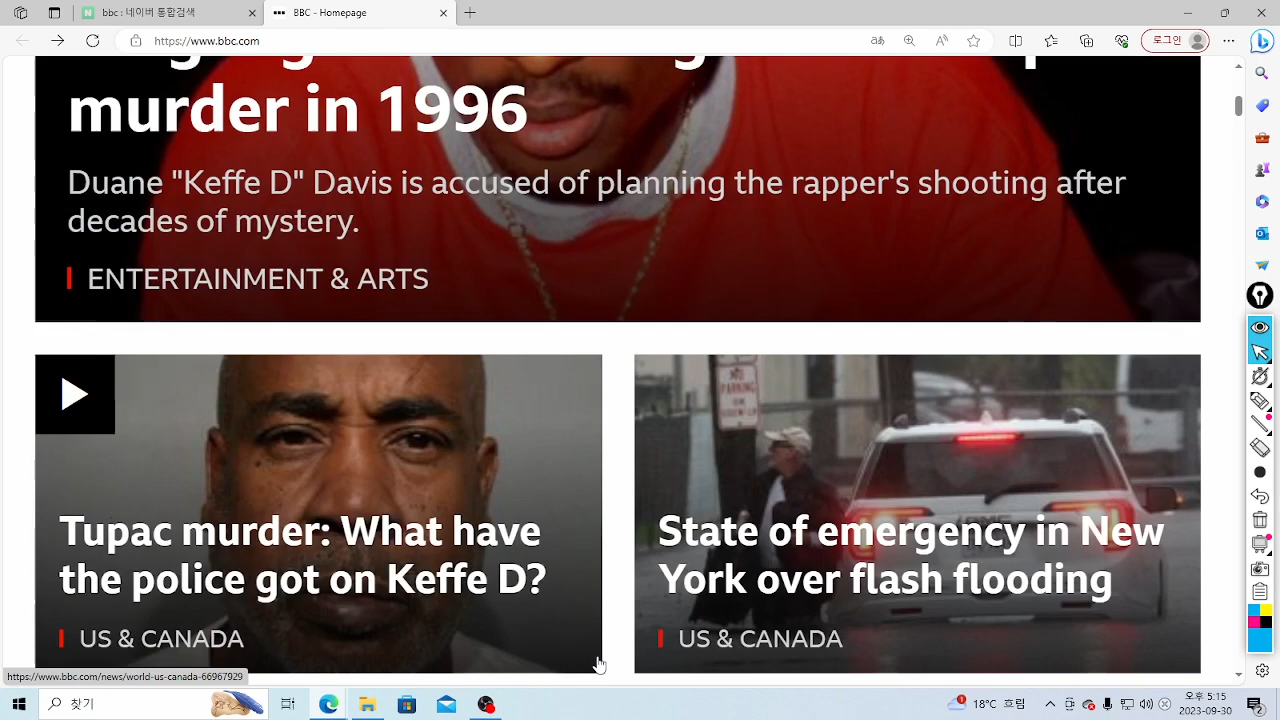 bbc : 네이버 통합검색
BBC - Homepage
https://www.bbc.com
로그인
murder in 1996
Duane "Keffe D" Davis is accused of planning the rapper's shooting after
decades of mystery.
ENTERTAINMENT & ARTS
NO
PARKING
Tupac murder: What have
the police got on Keffe D?
US & CANADA
State of emergency in New
York over flash flooding
US & CANADA
https://www.bbc.com/news/world-us-canada-66967929
찾기
18°C 흐림
오후 5:15
2023-09-30